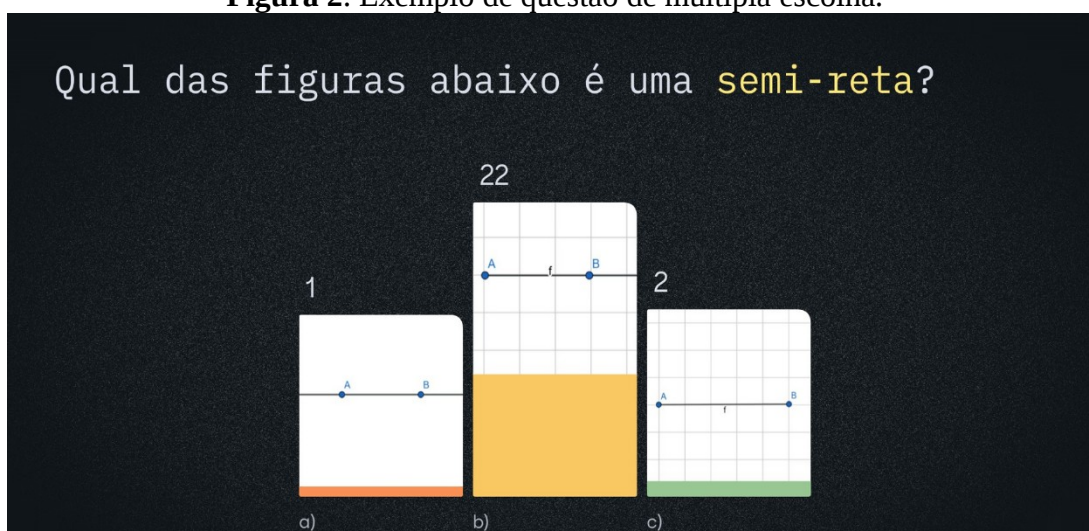 Figura 2. Exemplo de questão de múltipla escolha.
Qual das figuras abaixo é uma semi-reta?
22
A f B
1
A B
2
A f B
a) b) c)